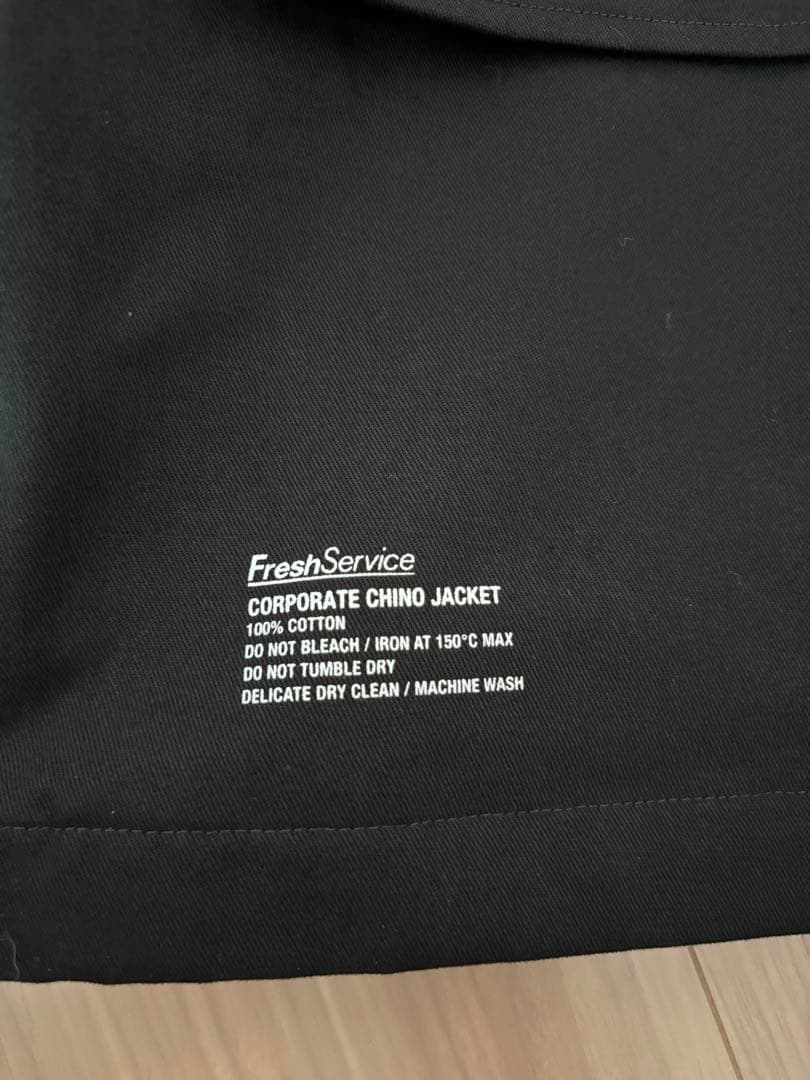 FreshService
CORPORATE CHINO JACKET
100% COTTON
DO NOT BLEACH / IRON AT 150°C MAX
DO NOT TUMBLE DRY
DELICATE DRY CLEAN / MACHINE WASH